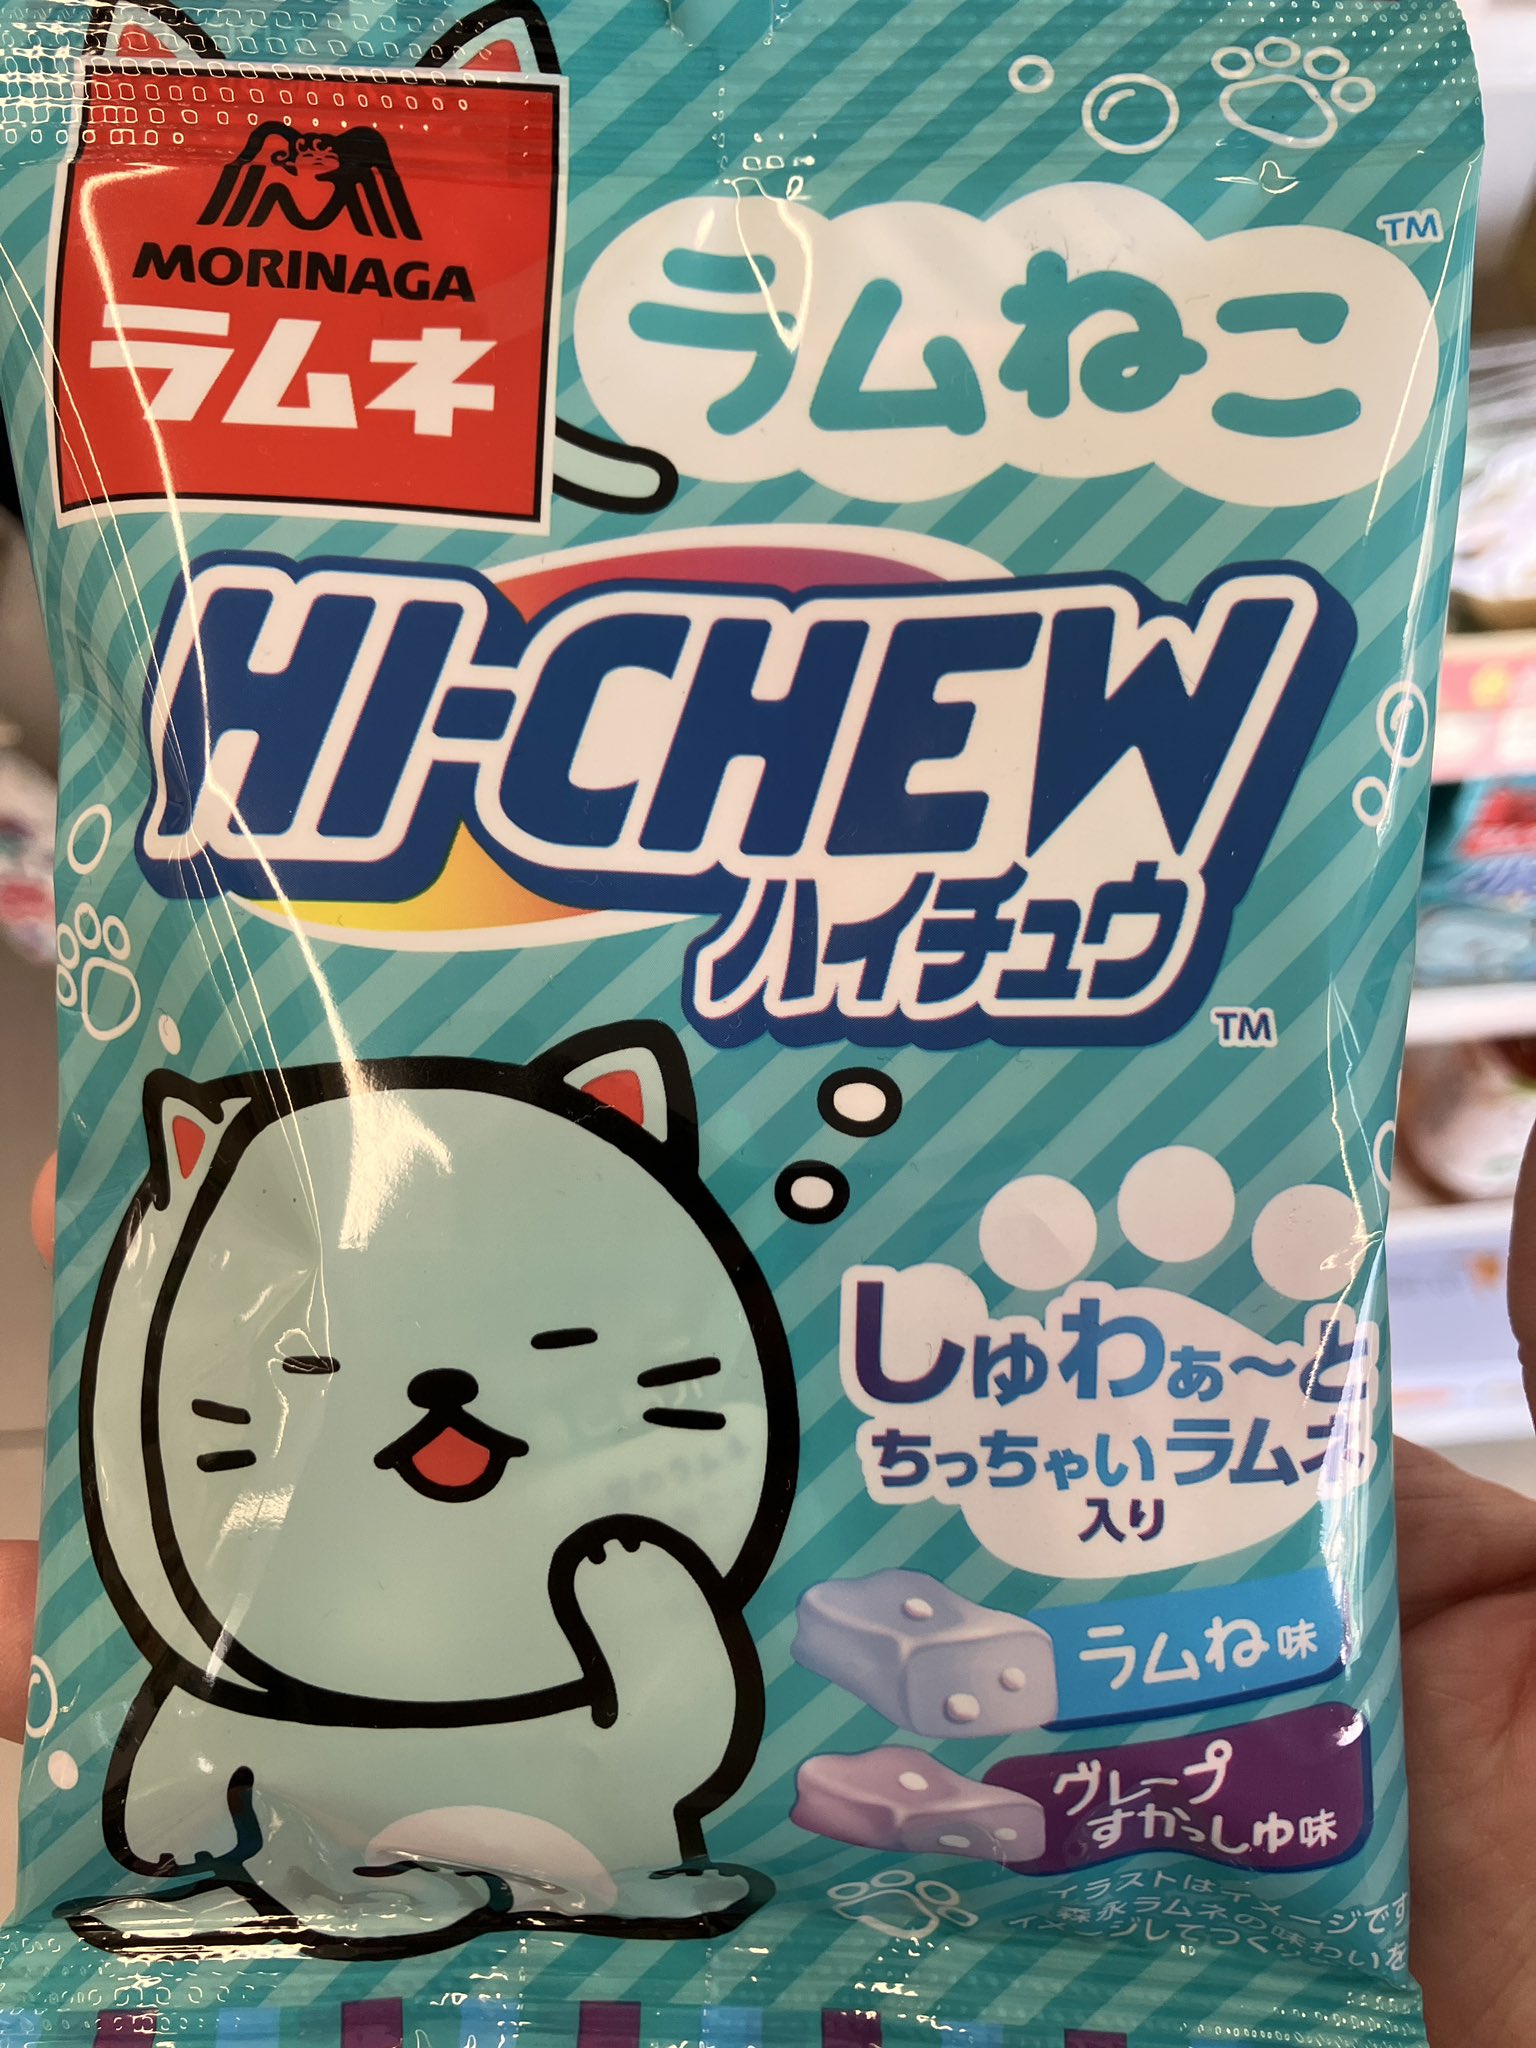 MORINAGA
ラムネ
ラムねこ
TM
HI-CHEW
ハイチュウ
TM
しゅわぁ〜と
ちっちゃいラムネ
入り
ラムね味
グレープ
すかっしゅ味
イラストはイメージです
森永ラムネの味わいを
イメージしてつくり